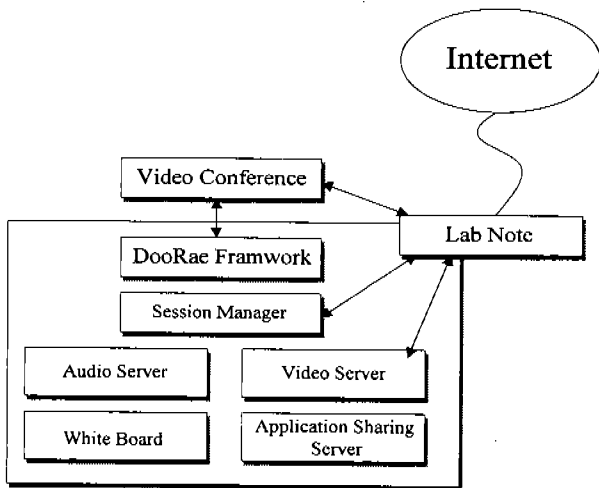 Internet
Video Conference
Lab Note
DooRae Framwork
Session Manager
Audio Server
Video Server
White Board
Application Sharing
Server